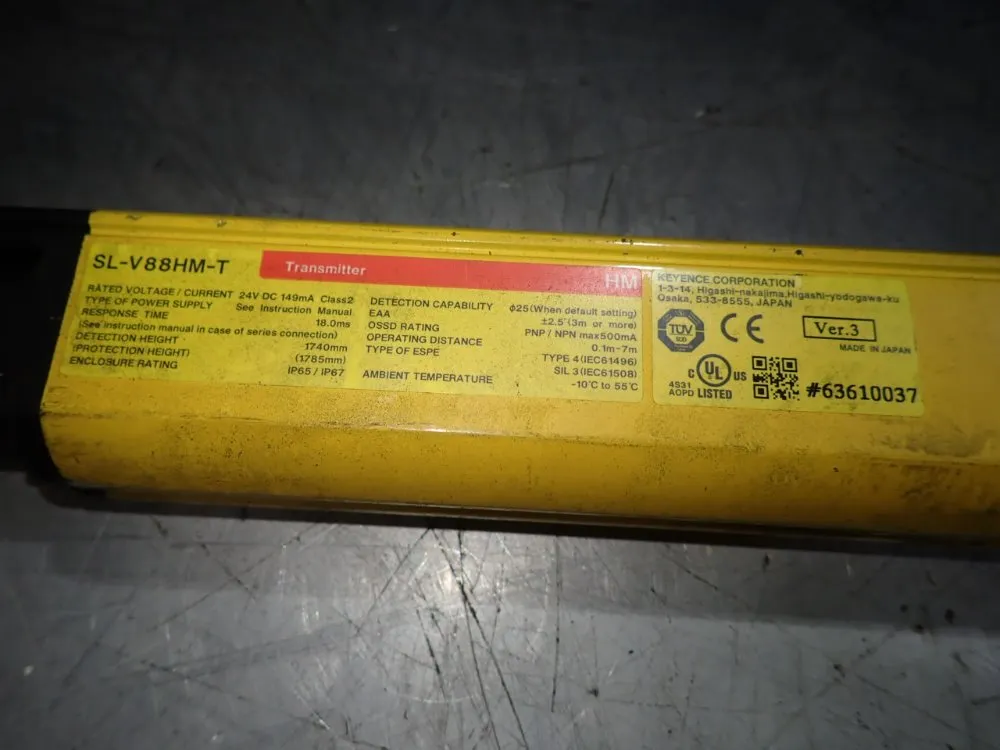 SL-V88HM-T
Transmitter
HM
RATED VOLTAGE / CURRENT 24V DC 149mA Class2
TYPE OF POWER SUPPLY See Instruction Manual
RESPONSE TIME 18.0ms
(See instruction manual in case of series connection)
DETECTION HEIGHT 1740mm
(PROTECTION HEIGHT) (1785mm)
ENCLOSURE RATING IP65 / IP67
DETECTION CAPABILITY φ25(When default setting)
EAA ±2.5°(3m or more)
OSSD RATING PNP / NPN max500mA
OPERATING DISTANCE 0.1m-7m
TYPE OF ESPE TYPE 4(IEC61496)
SIL 3(IEC61508)
AMBIENT TEMPERATURE -10℃ to 55℃
KEYENCE CORPORATION
1-3-14, Higashi-nakajima,Higashi-yodogawa-ku
Osaka, 533-8555, JAPAN
TÜV
CE
Ver.3
MADE IN JAPAN
C UL US
4S31
AOPD LISTED
#63610037